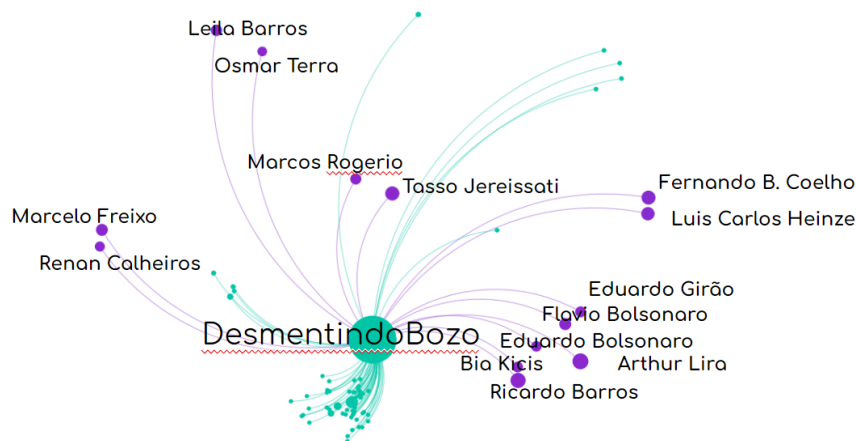 Leila Barros
Osmar Terra
Marcos Rogerio
Tasso Jereissati
Fernando B. Coelho
Marcelo Freixo
Luis Carlos Heinze
Renan Calheiros
Eduardo Girão
Flavio Bolsonaro
DesmentindoBozo
Eduardo Bolsonaro
Bia Kicis
Arthur Lira
Ricardo Barros